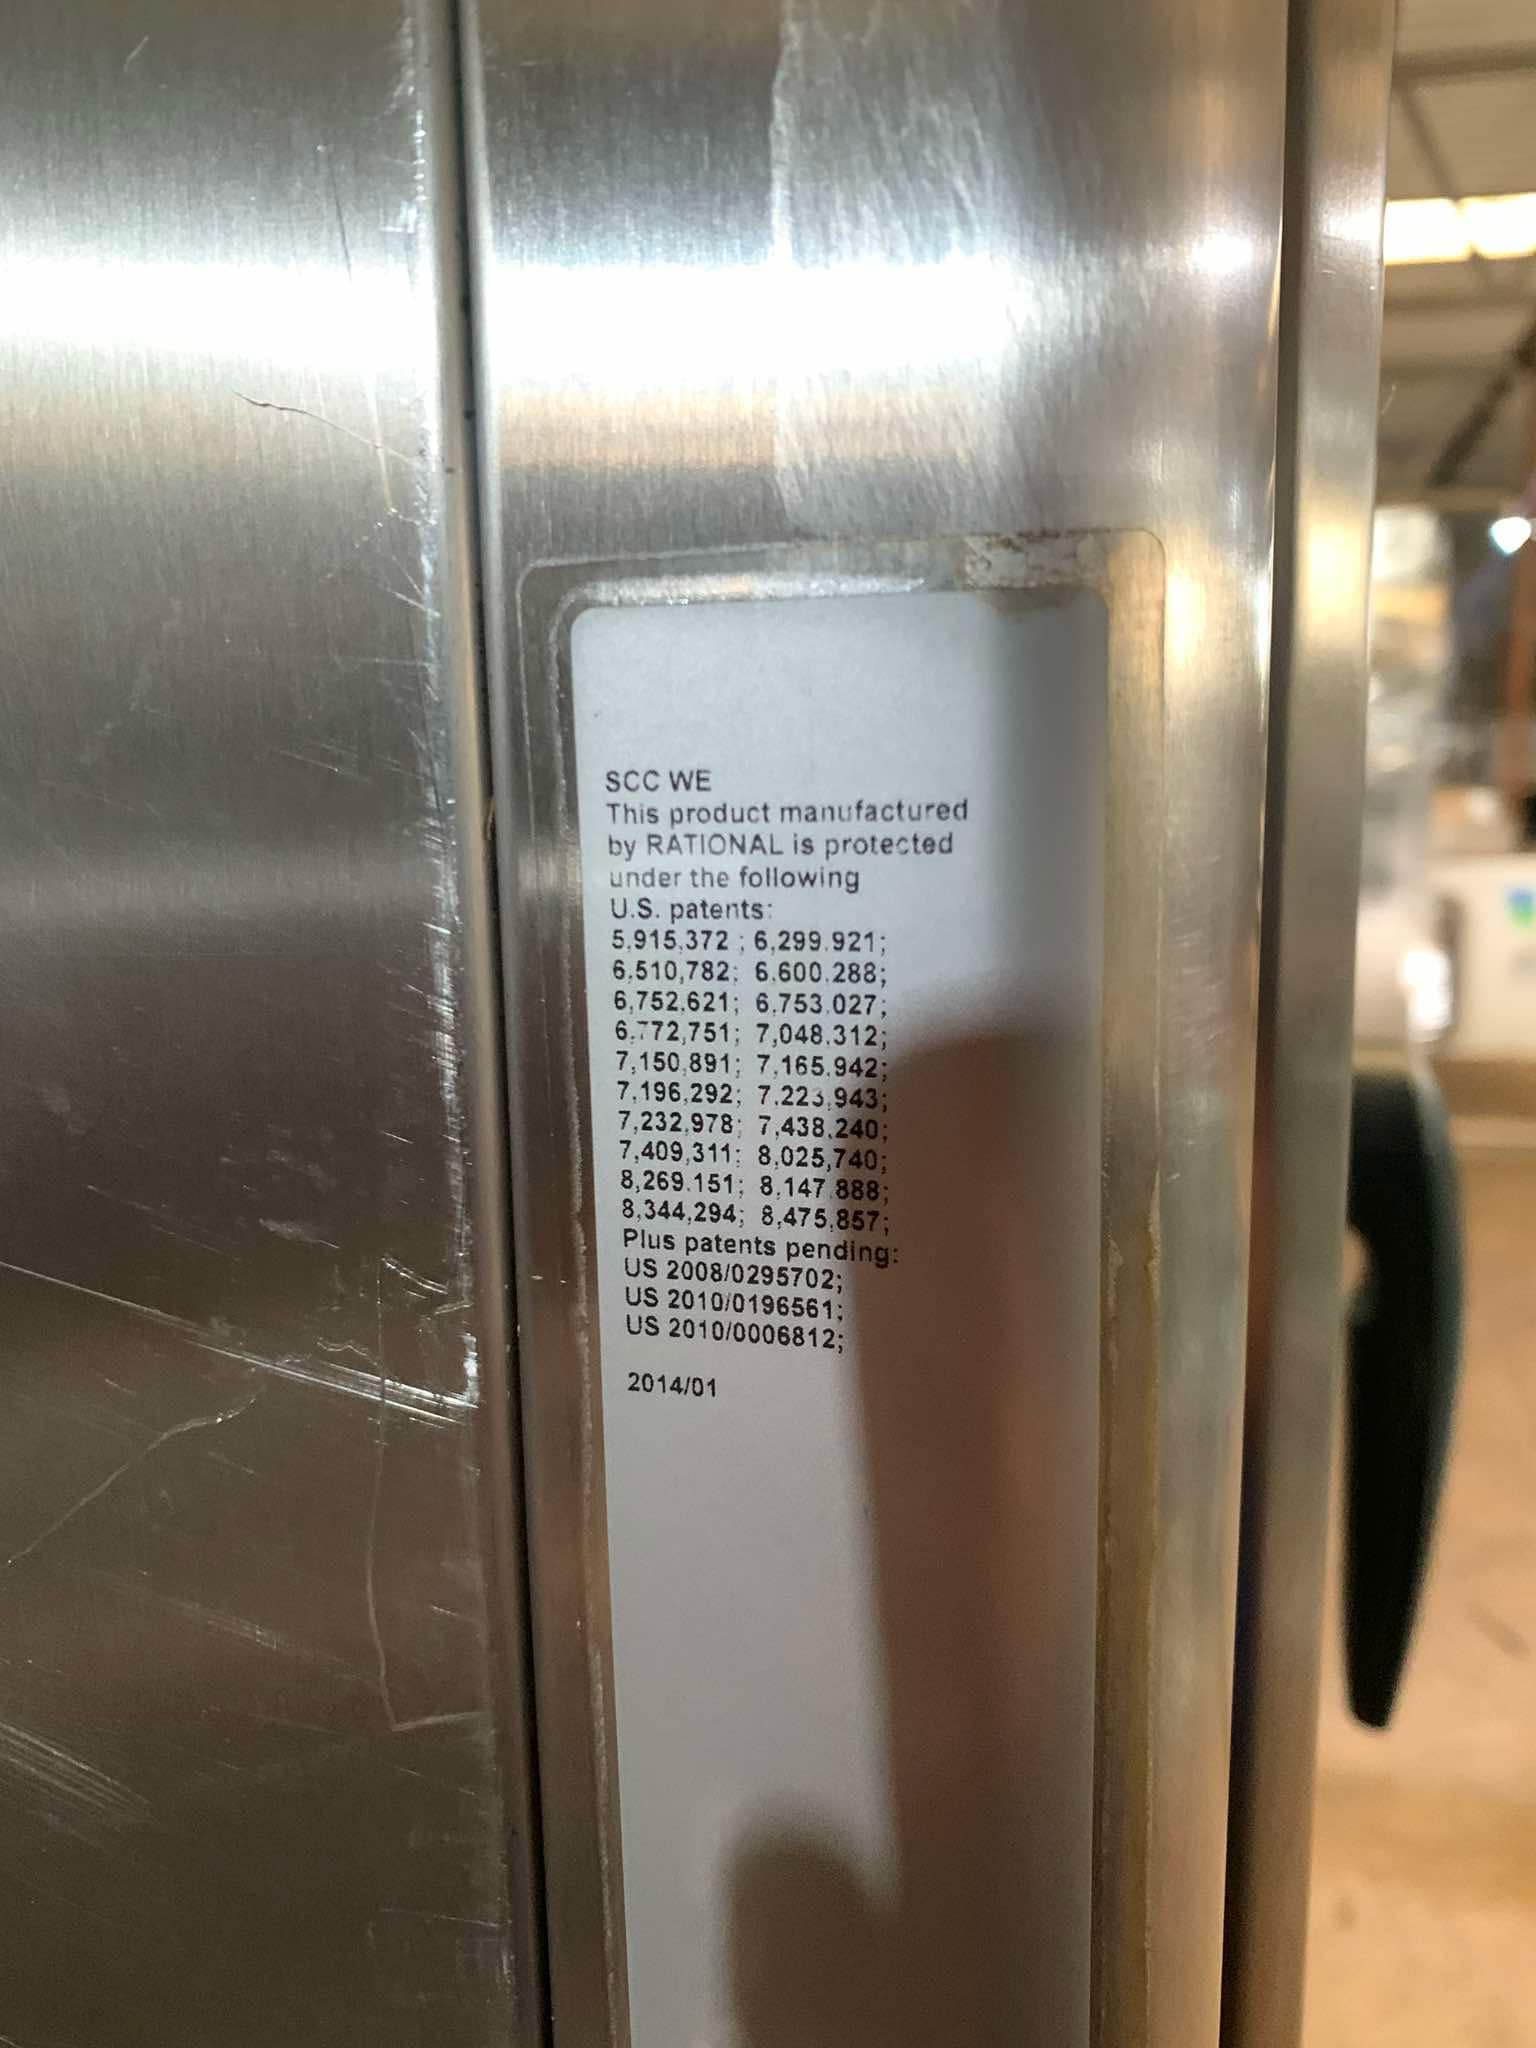 SCC WE
This product manufactured
by RATIONAL is protected
under the following
U.S. patents:
5,915,372 ; 6,299.921;
6,510,782; 6.600.288;
6,752,621; 6,753.027;
6,772,751; 7,048.312;
7,150,891; 7,165.942;
7,196,292; 7,223,943;
7,232,978; 7,438,240;
7,409,311; 8,025,740;
8,269.151; 8,147.888;
8,344,294; 8,475,857;
Plus patents pending:
US 2008/0295702;
US 2010/0196561;
US 2010/0006812;
2014/01